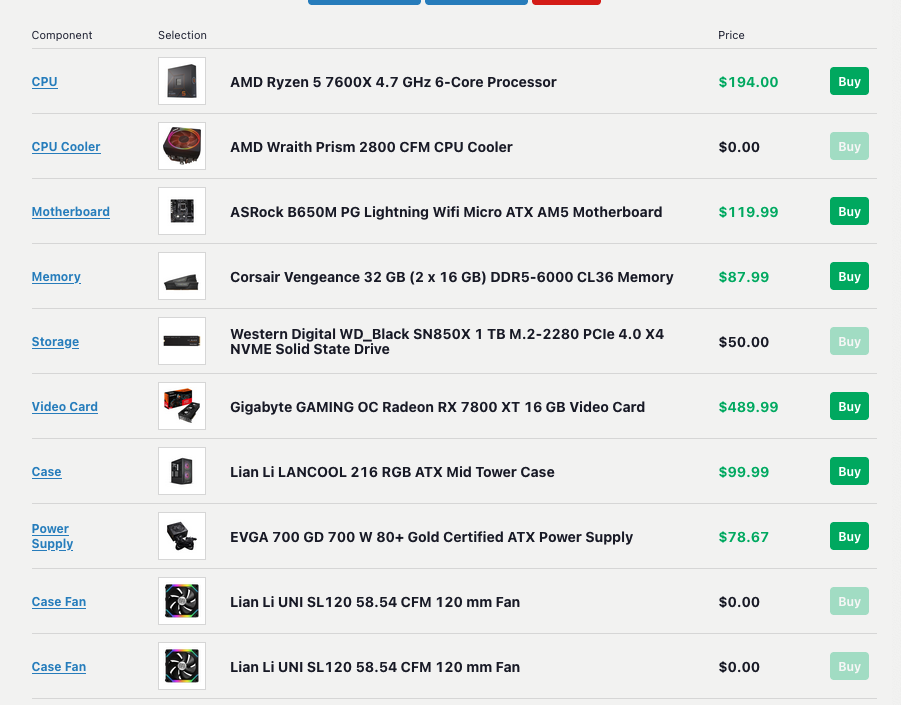 Component Selection Price
CPU AMD Ryzen 5 7600X 4.7 GHz 6-Core Processor $194.00 Buy
CPU Cooler AMD Wraith Prism 2800 CFM CPU Cooler $0.00 Buy
Motherboard ASRock B650M PG Lightning Wifi Micro ATX AM5 Motherboard $119.99 Buy
Memory Corsair Vengeance 32 GB (2 x 16 GB) DDR5-6000 CL36 Memory $87.99 Buy
Storage Western Digital WD_Black SN850X 1 TB M.2-2280 PCIe 4.0 X4
NVME Solid State Drive $50.00 Buy
Video Card Gigabyte GAMING OC Radeon RX 7800 XT 16 GB Video Card $489.99 Buy
Case Lian Li LANCOOL 216 RGB ATX Mid Tower Case $99.99 Buy
Power
Supply EVGA 700 GD 700 W 80+ Gold Certified ATX Power Supply $78.67 Buy
Case Fan Lian Li UNI SL120 58.54 CFM 120 mm Fan $0.00 Buy
Case Fan Lian Li UNI SL120 58.54 CFM 120 mm Fan $0.00 Buy